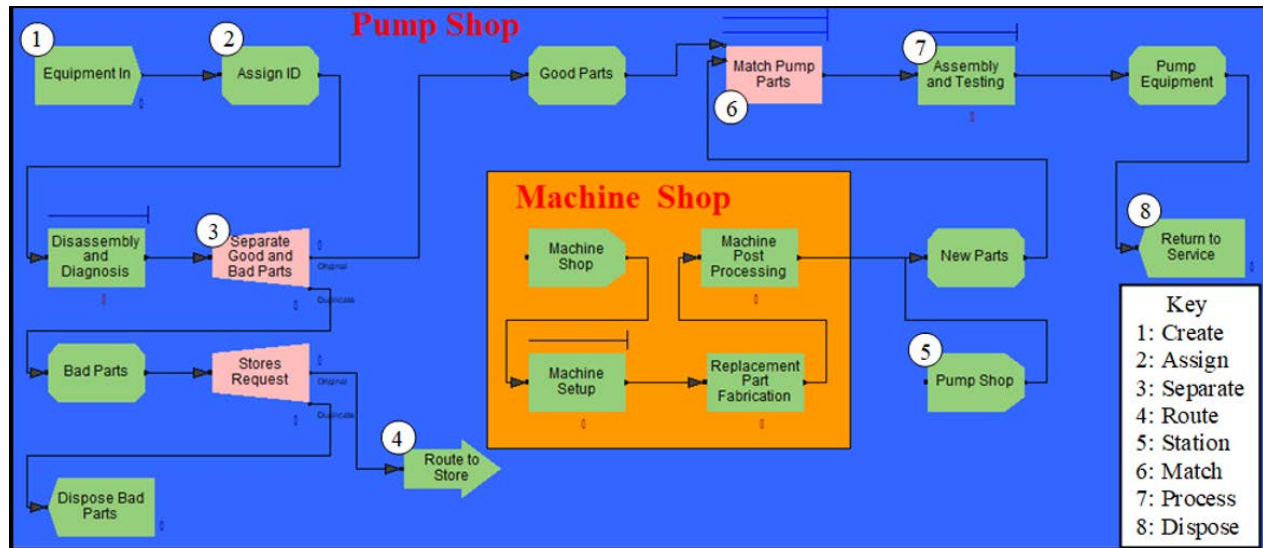 Pump Shop
1
Equipment In
2
Assign ID
Good Parts
Match Pump
Parts
6
7
Assembly
and Testing
Pump
Equipment
Disassembly
and
Diagnosis
3
Separate
Good and
Bad Parts
Original
Duplicate
Machine Shop
Machine
Shop
Machine
Post
Processing
New Parts
8
Return to
Service
Bad Parts
Stores
Request
Original
Duplicate
Machine
Setup
Replacement
Part
Fabrication
5
Pump Shop
4
Route to
Store
Dispose Bad
Parts
Key
1: Create
2: Assign
3: Separate
4: Route
5: Station
6: Match
7: Process
8: Dispose